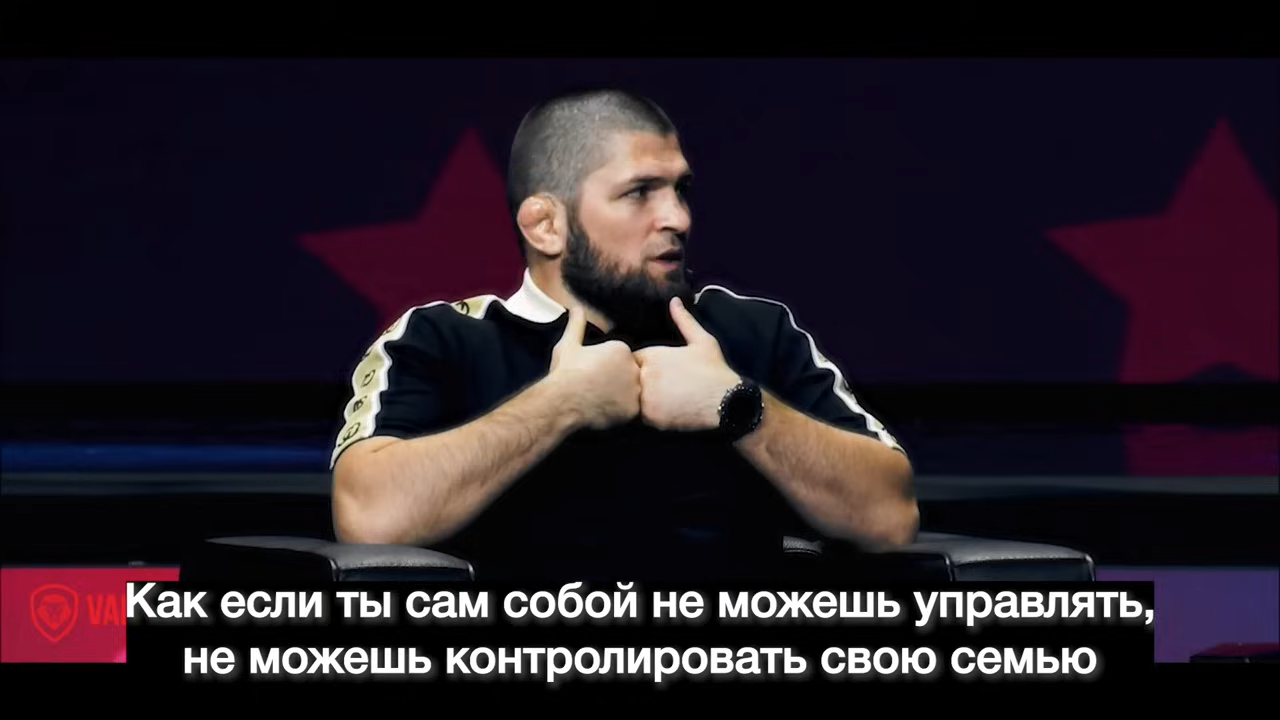 Как если ты сам собой не можешь управлять,
не можешь контролировать свою семью